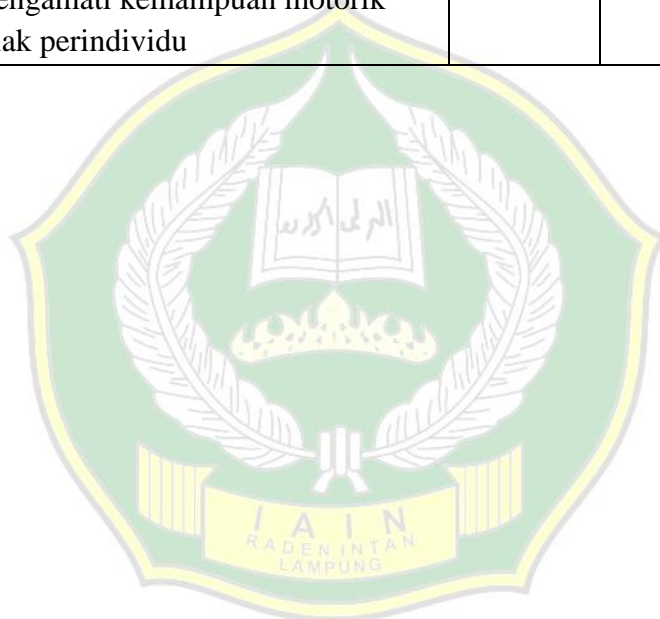 engamati kemampuan motorik
ak perindividu
I A I N
RADEN INTAN
LAMPUNG